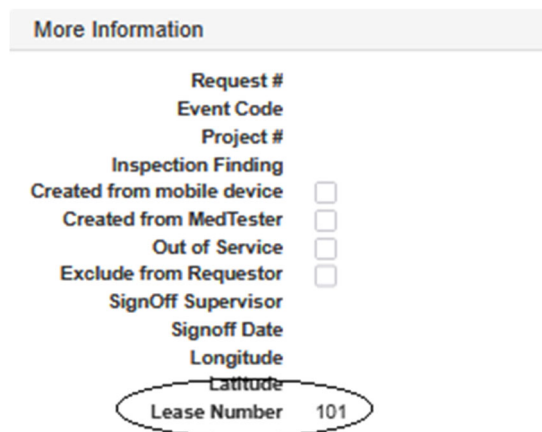 More Information
Request #
Event Code
Project #
Inspection Finding
Created from mobile device
Created from MedTester
Out of Service
Exclude from Requestor
SignOff Supervisor
Signoff Date
Longitude
Latitude
Lease Number 101